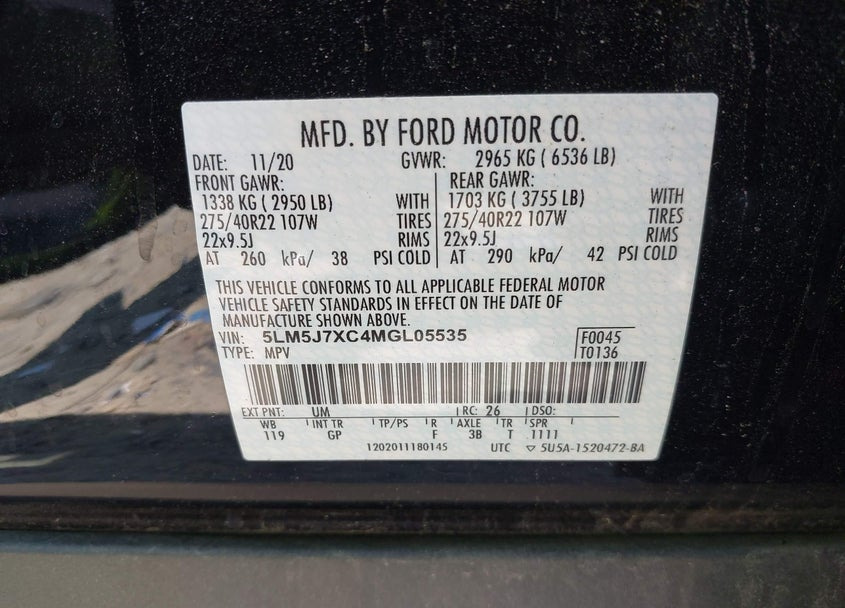 MFD. BY FORD MOTOR CO.
DATE: 11/20 GVWR: 2965 KG ( 6536 LB)
FRONT GAWR: REAR GAWR:
1338 KG ( 2950 LB) WITH 1703 KG ( 3755 LB) WITH
275/40R22 107W TIRES 275/40R22 107W TIRES
22x9.5J RIMS 22x9.5J RIMS
AT 260 kPa/ 38 PSI COLD AT 290 kPa/ 42 PSI COLD
THIS VEHICLE CONFORMS TO ALL APPLICABLE FEDERAL MOTOR
VEHICLE SAFETY STANDARDS IN EFFECT ON THE DATE OF
MANUFACTURE SHOWN ABOVE.
VIN: 5LM5J7XC4MGL05535 F0045
TYPE: MPV T0136
EXT PNT: UM RC: 26 DSO:
WB INT TR TP/PS R AXLE TR SPR
119 GP F 3B T 1111
1202011180145 UTC ▽ 5U5A-1520472-BA